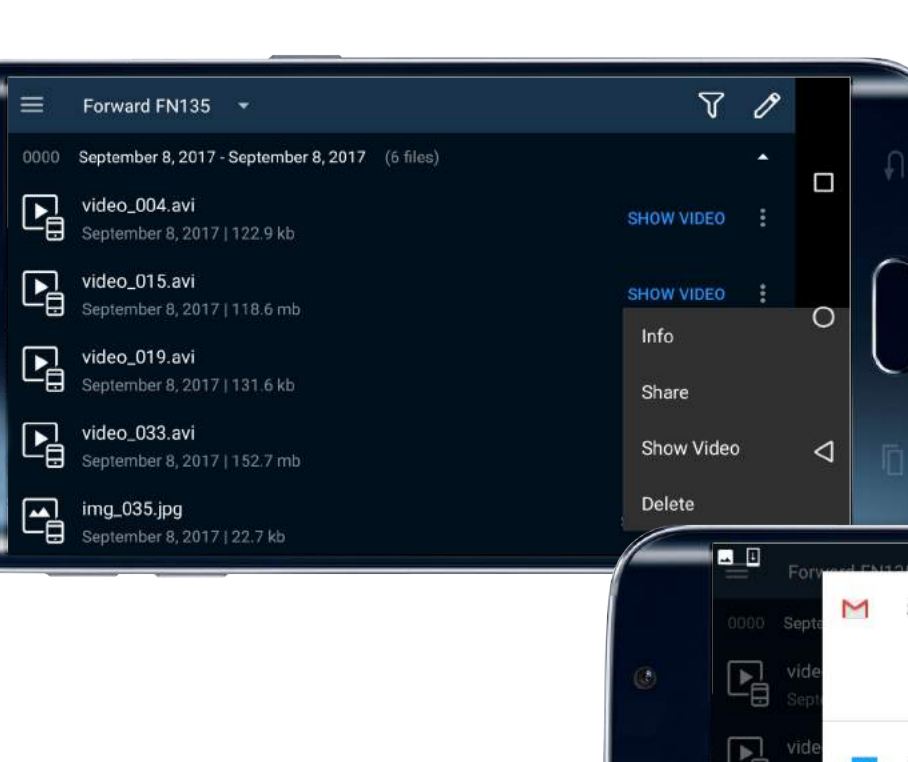 Forward FN135
0000 September 8, 2017 - September 8, 2017 (6 files)
video_004.avi
September 8, 2017 | 122.9 kb
SHOW VIDEO
video_015.avi
September 8, 2017 | 118.6 mb
SHOW VIDEO
video_019.avi
September 8, 2017 | 131.6 kb
video_033.avi
September 8, 2017 | 152.7 mb
img_035.jpg
September 8, 2017 | 22.7 kb
Info
Share
Show Video
Delete
0000